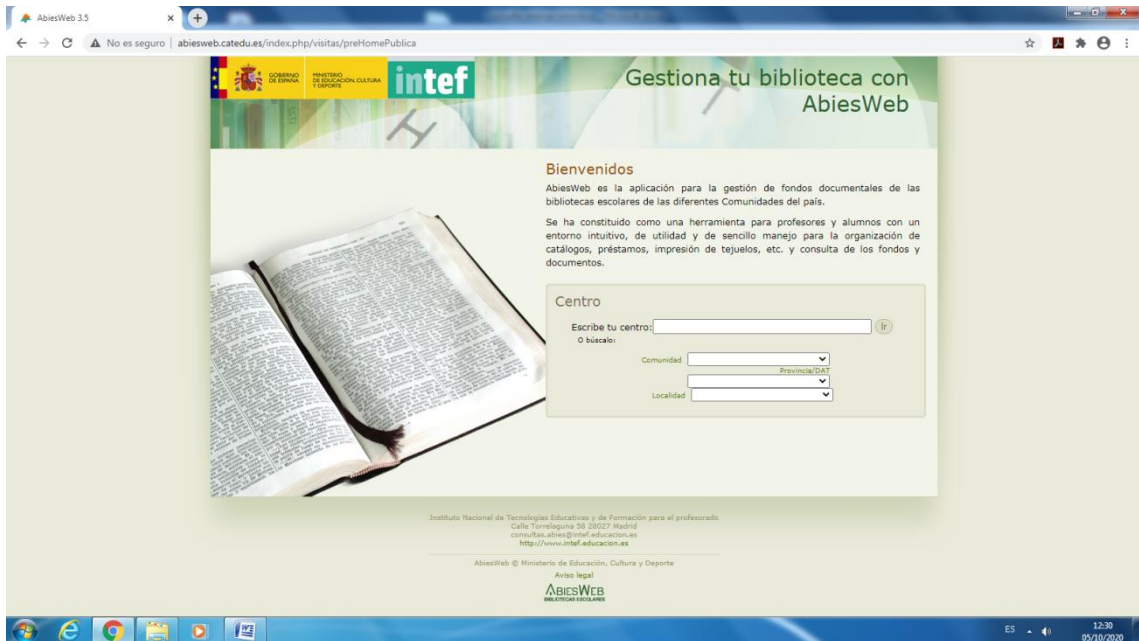 AbiesWeb 3.5
No es seguro | abiesweb.catedu.es/index.php/visitas/preHomePublica
GOBIERNO DE ESPAÑA
MINISTERIO DE EDUCACIÓN, CULTURA Y DEPORTE
intef
Gestiona tu biblioteca con
AbiesWeb
Bienvenidos
AbiesWeb es la aplicación para la gestión de fondos documentales de las
bibliotecas escolares de las diferentes Comunidades del país.
Se ha constituido como una herramienta para profesores y alumnos con un
entorno intuitivo, de utilidad y de sencillo manejo para la organización de
catálogos, préstamos, impresión de tejuelos, etc. y consulta de los fondos y
documentos.
Centro
Escribe tu centro:
Ir
O búscalo:
Comunidad
Provincia/DAT
Localidad
Instituto Nacional de Tecnologías Educativas y de Formación para el profesorado.
Calle Torrelaguna 58 28027 Madrid
consultas.abies@intef.educacion.es
http://www.intef.educacion.es
AbiesWeb © Ministerio de Educación, Cultura y Deporte
Aviso legal
ABIESWEB
BIBLIOTECAS ESCOLARES
ES
12:30
05/10/2020